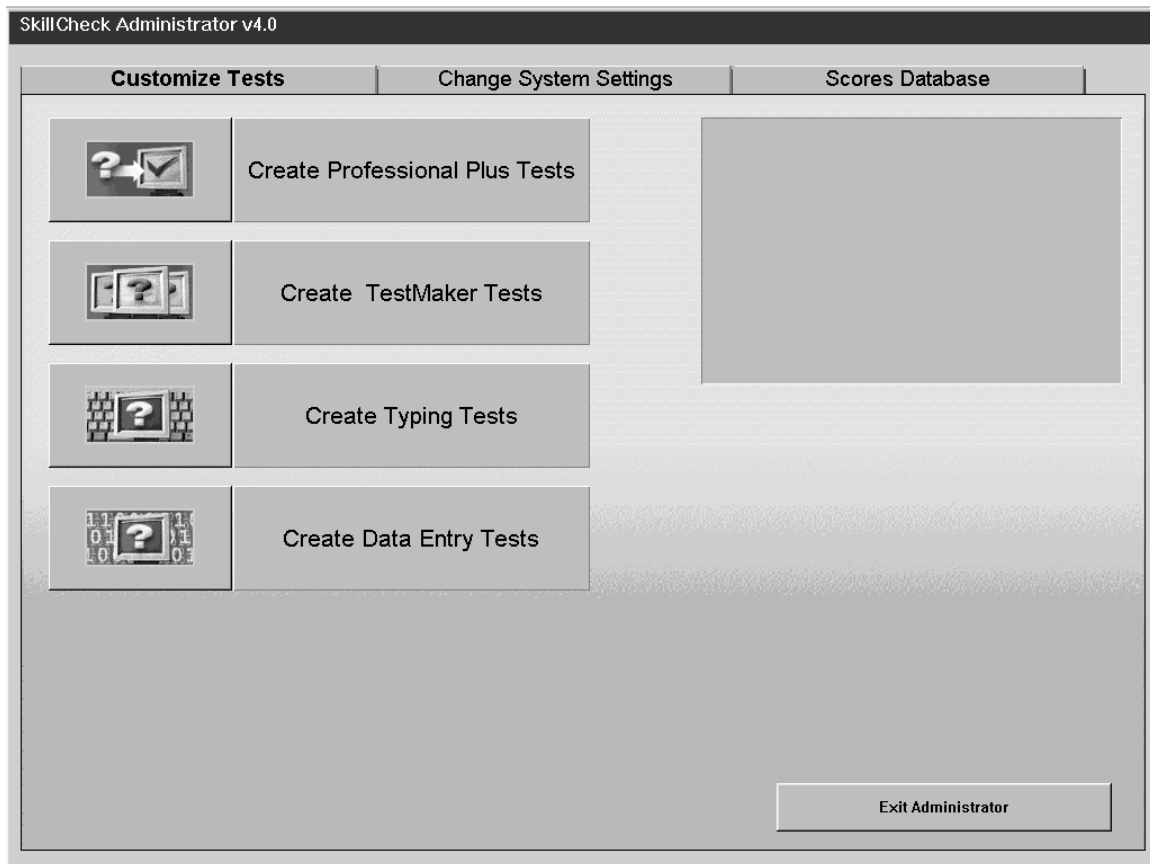 SkillCheck Administrator v4.0
Customize Tests
Change System Settings
Scores Database
Create Professional Plus Tests
Create TestMaker Tests
Create Typing Tests
Create Data Entry Tests
Exit Administrator